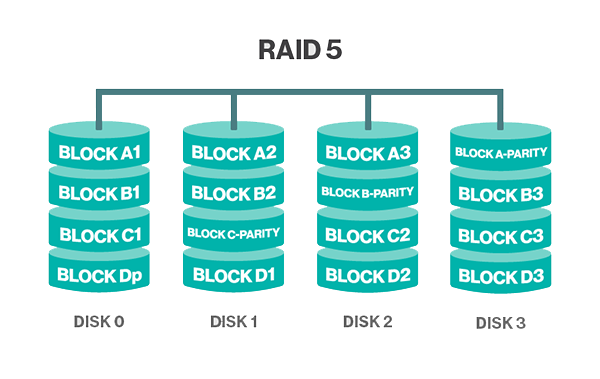 RAID 5
BLOCK A1
BLOCK A2
BLOCK A3
BLOCK A-PARITY
BLOCK B1
BLOCK B2
BLOCK B-PARITY
BLOCK B3
BLOCK C1
BLOCK C-PARITY
BLOCK C2
BLOCK C3
BLOCK Dp
BLOCK D1
BLOCK D2
BLOCK D3
DISK 0
DISK 1
DISK 2
DISK 3